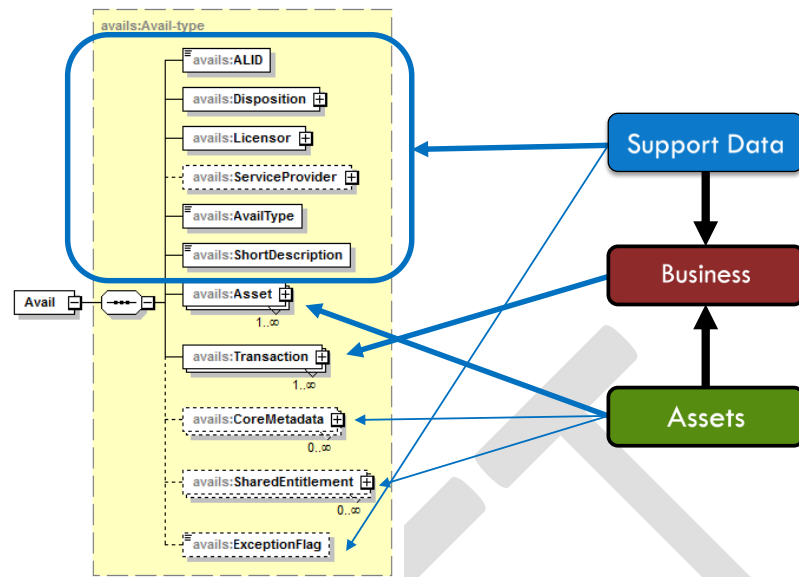 avails:Avail-type
avails:ALID
avails:Disposition
avails:Licensor
avails:ServiceProvider
avails:AvailType
avails:ShortDescription
Avail
avails:Asset
1..∞
avails:Transaction
1..∞
avails:CoreMetadata
0..∞
avails:SharedEntitlement
0..∞
avails:ExceptionFlag
Support Data
Business
Assets